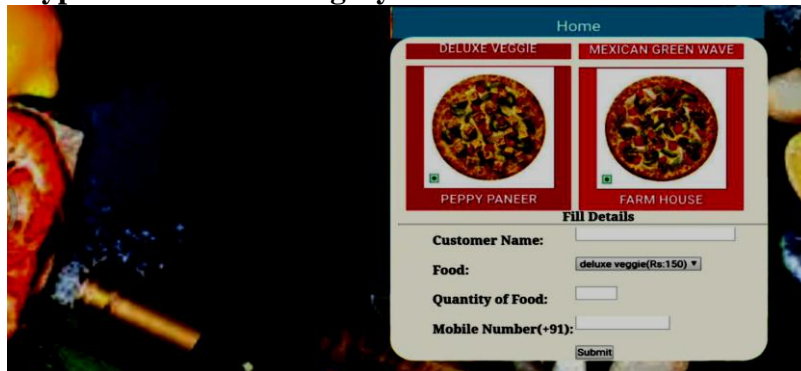 Home
DELUXE VEGGIE MEXICAN GREEN WAVE
PEPPY PANEER FARM HOUSE
Fill Details
Customer Name:
Food: deluxe veggie(Rs:150)
Quantity of Food:
Mobile Number(+91):
Submit